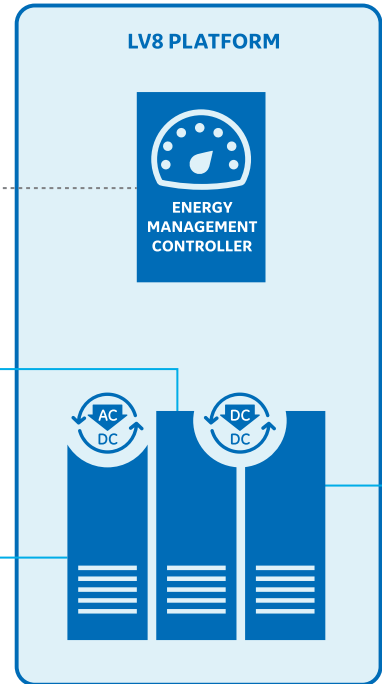 LV8 PLATFORM
ENERGY
MANAGEMENT
CONTROLLER
AC
DC
DC
DC